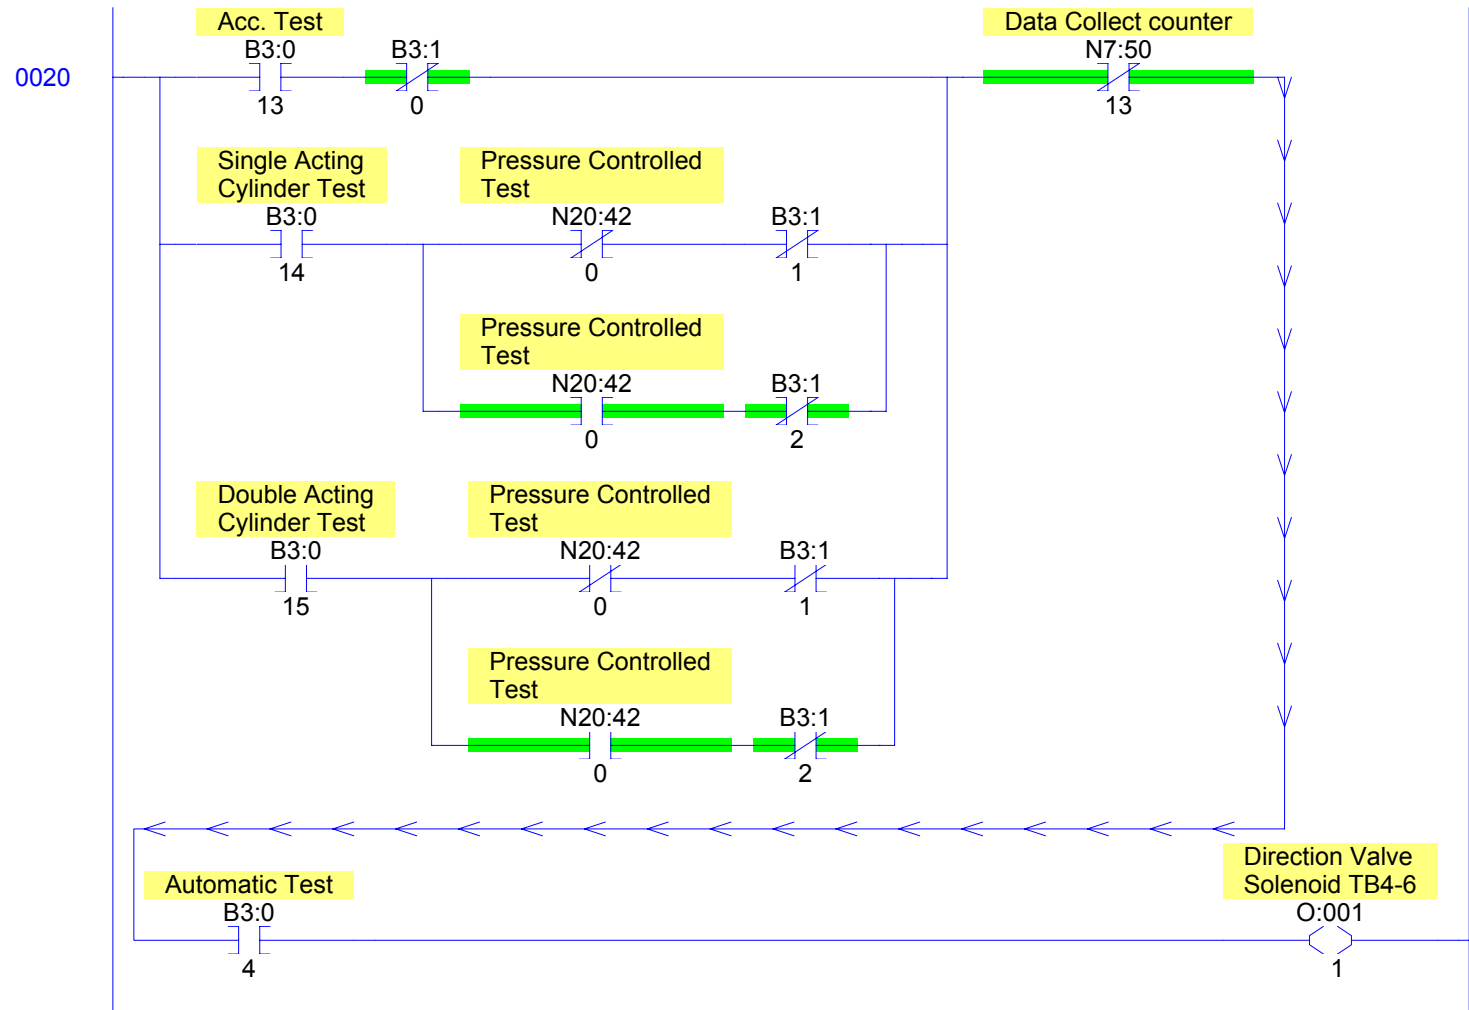 Acc. Test
B3:0
13
B3:1
0
Data Collect counter
N7:50
13
0020
Single Acting
Cylinder Test
B3:0
14
Pressure Controlled
Test
N20:42
0
B3:1
1
Pressure Controlled
Test
N20:42
0
B3:1
2
Double Acting
Cylinder Test
B3:0
15
Pressure Controlled
Test
N20:42
0
B3:1
1
Pressure Controlled
Test
N20:42
0
B3:1
2
Automatic Test
B3:0
4
Direction Valve
Solenoid TB4-6
O:001
1